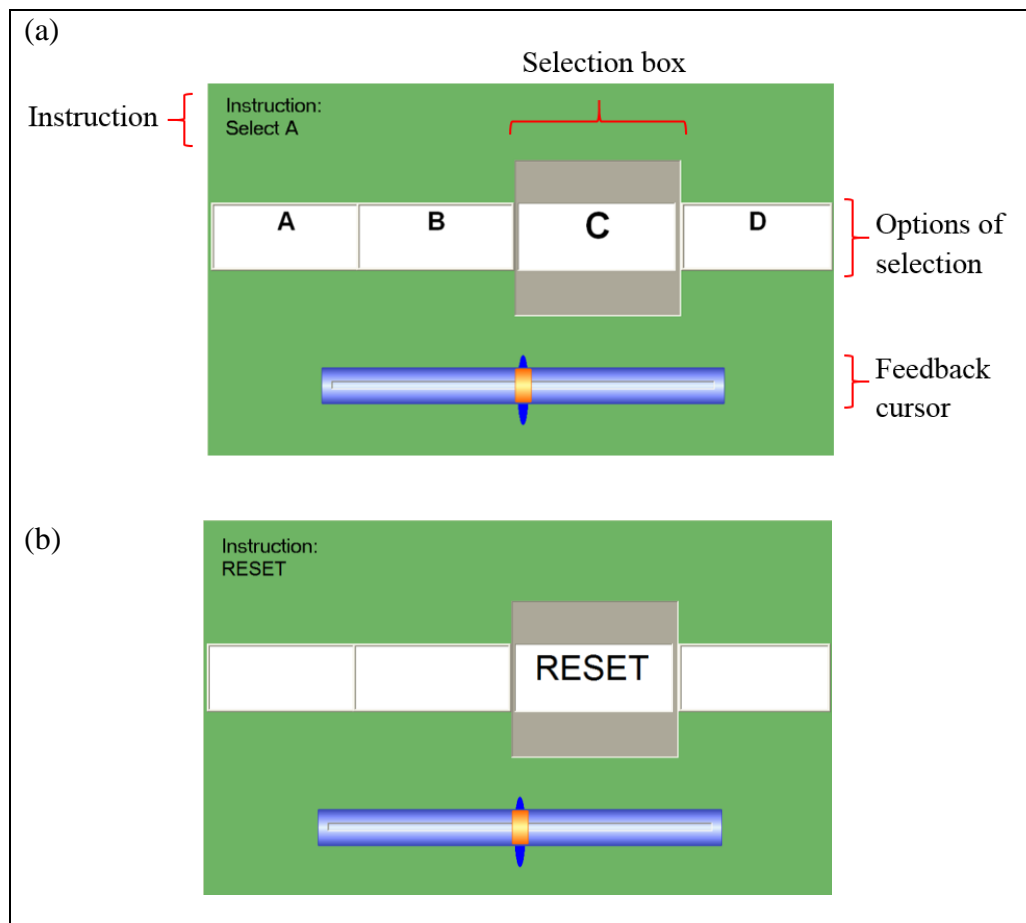 (a)
Selection box
Instruction
Instruction:
Select A
A B C D
Options of
selection
Feedback
cursor
(b)
Instruction:
RESET
RESET